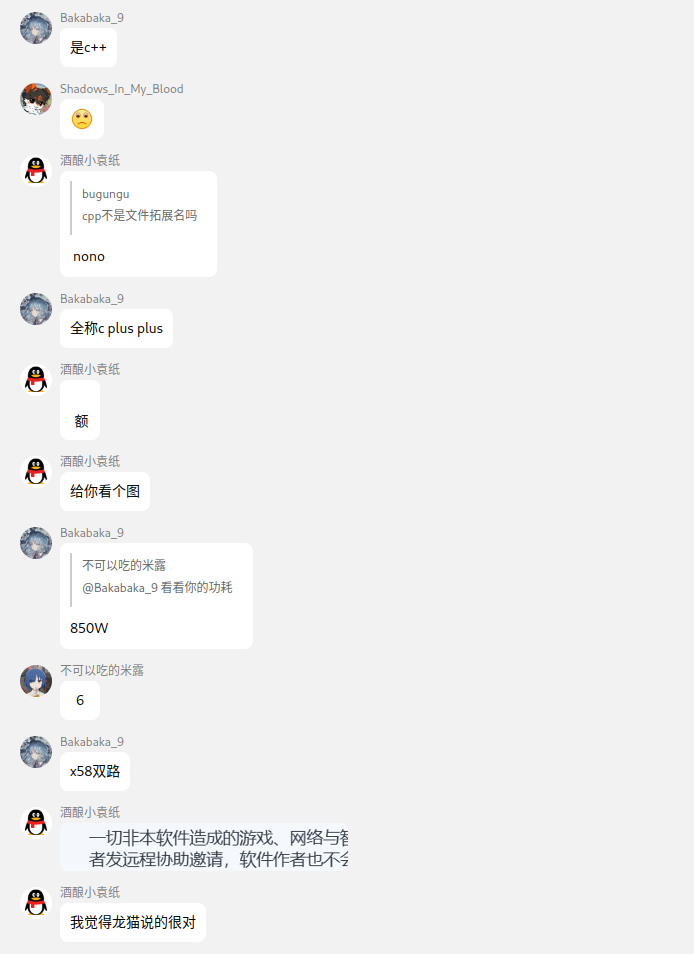 Bakabaka_9
是c++
Shadows_In_My_Blood
酒酿小袁纸
bugungu
cpp不是文件拓展名吗
nono
Bakabaka_9
全称c plus plus
酒酿小袁纸
额
酒酿小袁纸
给你看个图
Bakabaka_9
不可以吃的米露
@Bakabaka_9 看看你的功耗
850W
不可以吃的米露
6
Bakabaka_9
x58双路
酒酿小袁纸
一切非本软件造成的游戏、网络与
者发远程协助邀请，软件作者也不
酒酿小袁纸
我觉得龙猫说的很对